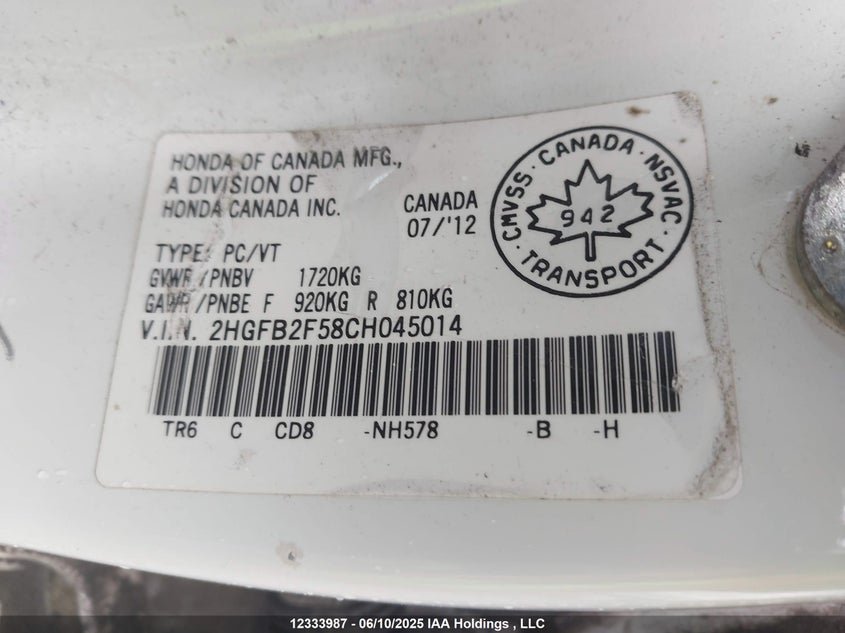 HONDA OF CANADA MFG.,
A DIVISION OF
HONDA CANADA INC.
CANADA
07/'12
CMVSS · CANADA · NSVAC · TRANSPORT ·
942
TYPE: PC/VT
GVWR/PNBV 1720KG
GAWR/PNBE F 920KG R 810KG
V.I.N. 2HGFB2F58CH045014
TR6 C CD8 -NH578 -B -H
12333987 - 06/10/2025 IAA Holdings , LLC